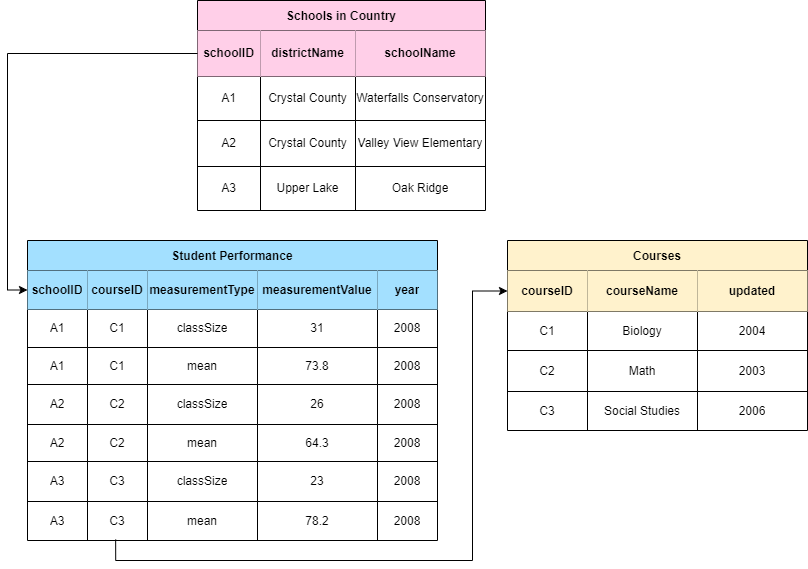 Schools in Country
schoolID districtName schoolName
A1 Crystal County Waterfalls Conservatory
A2 Crystal County Valley View Elementary
A3 Upper Lake Oak Ridge
Student Performance
schoolID courseID measurementType measurementValue year
A1 C1 classSize 31 2008
A1 C1 mean 73.8 2008
A2 C2 classSize 26 2008
A2 C2 mean 64.3 2008
A3 C3 classSize 23 2008
A3 C3 mean 78.2 2008
Courses
courseID courseName updated
C1 Biology 2004
C2 Math 2003
C3 Social Studies 2006